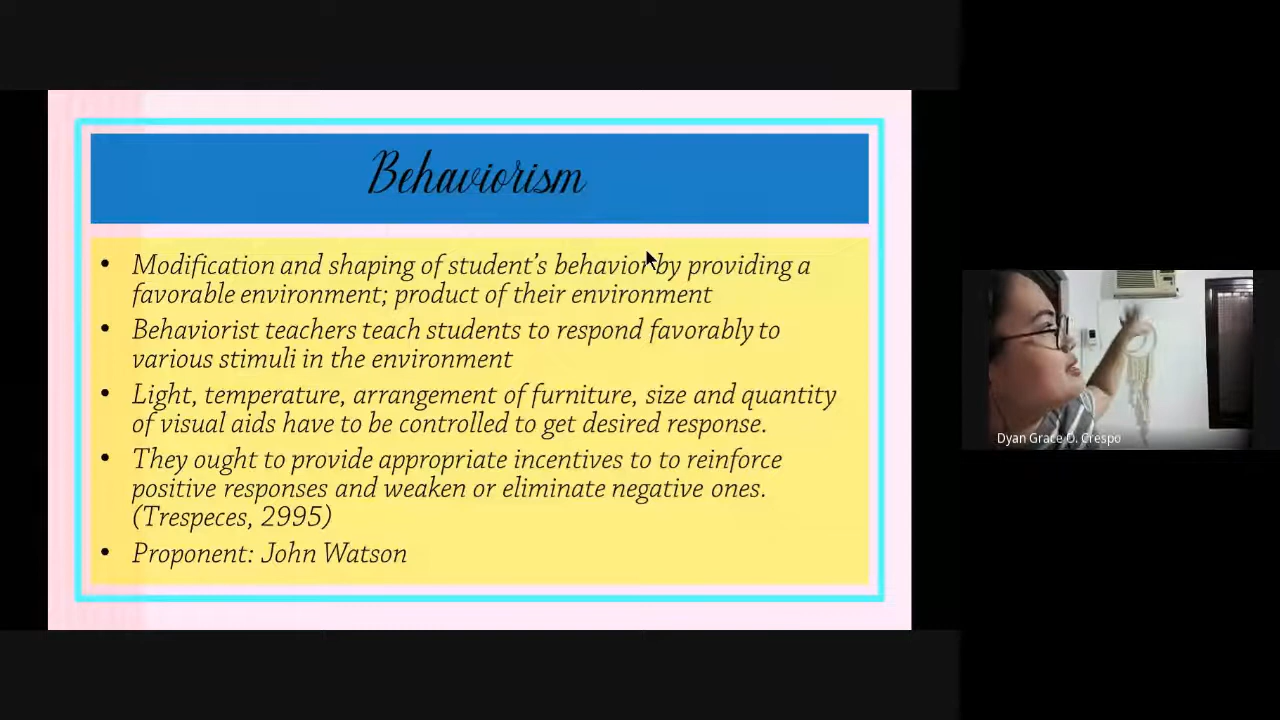 Behaviorism
• Modification and shaping of student's behavior by providing a
favorable environment; product of their environment
• Behaviorist teachers teach students to respond favorably to
various stimuli in the environment
• Light, temperature, arrangement of furniture, size and quantity
of visual aids have to be controlled to get desired response.
• They ought to provide appropriate incentives to to reinforce
positive responses and weaken or eliminate negative ones.
(Trespeces, 2995)
• Proponent: John Watson
Dyan Grace O. Crespo